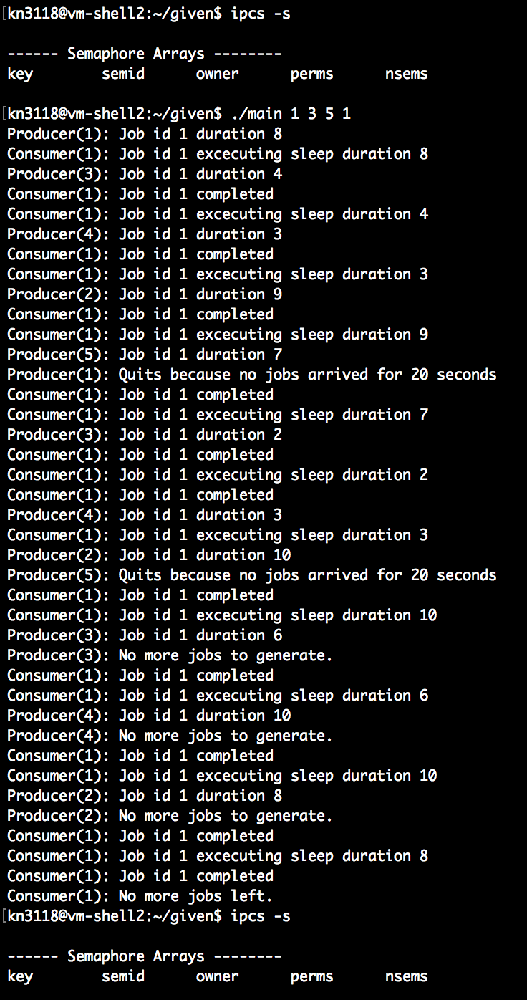 [kn3118@vm-shell2:~/given$ ipcs -s
------ Semaphore Arrays --------
key semid owner perms nsems
[kn3118@vm-shell2:~/given$ ./main 1 3 5 1
Producer(1): Job id 1 duration 8
Consumer(1): Job id 1 excecuting sleep duration 8
Producer(3): Job id 1 duration 4
Consumer(1): Job id 1 completed
Consumer(1): Job id 1 excecuting sleep duration 4
Producer(4): Job id 1 duration 3
Consumer(1): Job id 1 completed
Consumer(1): Job id 1 excecuting sleep duration 3
Producer(2): Job id 1 duration 9
Consumer(1): Job id 1 completed
Consumer(1): Job id 1 excecuting sleep duration 9
Producer(5): Job id 1 duration 7
Producer(1): Quits because no jobs arrived for 20 seconds
Consumer(1): Job id 1 completed
Consumer(1): Job id 1 excecuting sleep duration 7
Producer(3): Job id 1 duration 2
Consumer(1): Job id 1 completed
Consumer(1): Job id 1 excecuting sleep duration 2
Consumer(1): Job id 1 completed
Producer(4): Job id 1 duration 3
Consumer(1): Job id 1 excecuting sleep duration 3
Producer(2): Job id 1 duration 10
Producer(5): Quits because no jobs arrived for 20 seconds
Consumer(1): Job id 1 completed
Consumer(1): Job id 1 excecuting sleep duration 10
Producer(3): Job id 1 duration 6
Producer(3): No more jobs to generate.
Consumer(1): Job id 1 completed
Consumer(1): Job id 1 excecuting sleep duration 6
Producer(4): Job id 1 duration 10
Producer(4): No more jobs to generate.
Consumer(1): Job id 1 completed
Consumer(1): Job id 1 excecuting sleep duration 10
Producer(2): Job id 1 duration 8
Producer(2): No more jobs to generate.
Consumer(1): Job id 1 completed
Consumer(1): Job id 1 excecuting sleep duration 8
Consumer(1): Job id 1 completed
Consumer(1): No more jobs left.
[kn3118@vm-shell2:~/given$ ipcs -s
------ Semaphore Arrays --------
key semid owner perms nsems